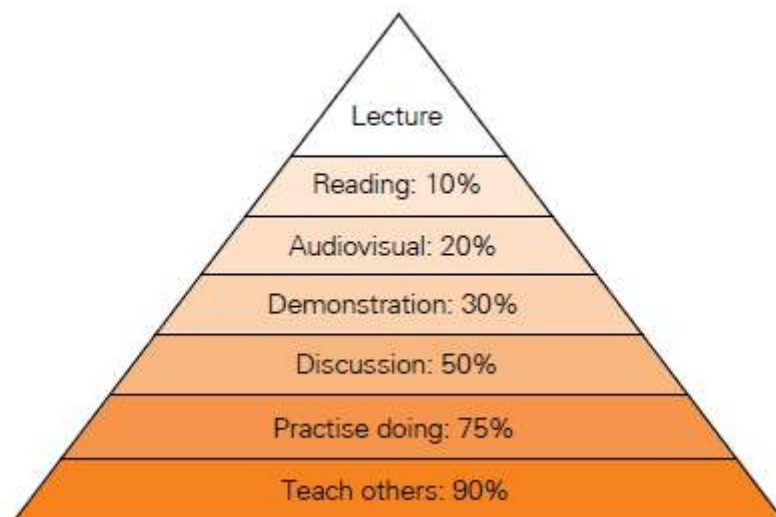 Lecture
Reading: 10%
Audiovisual: 20%
Demonstration: 30%
Discussion: 50%
Practise doing: 75%
Teach others: 90%